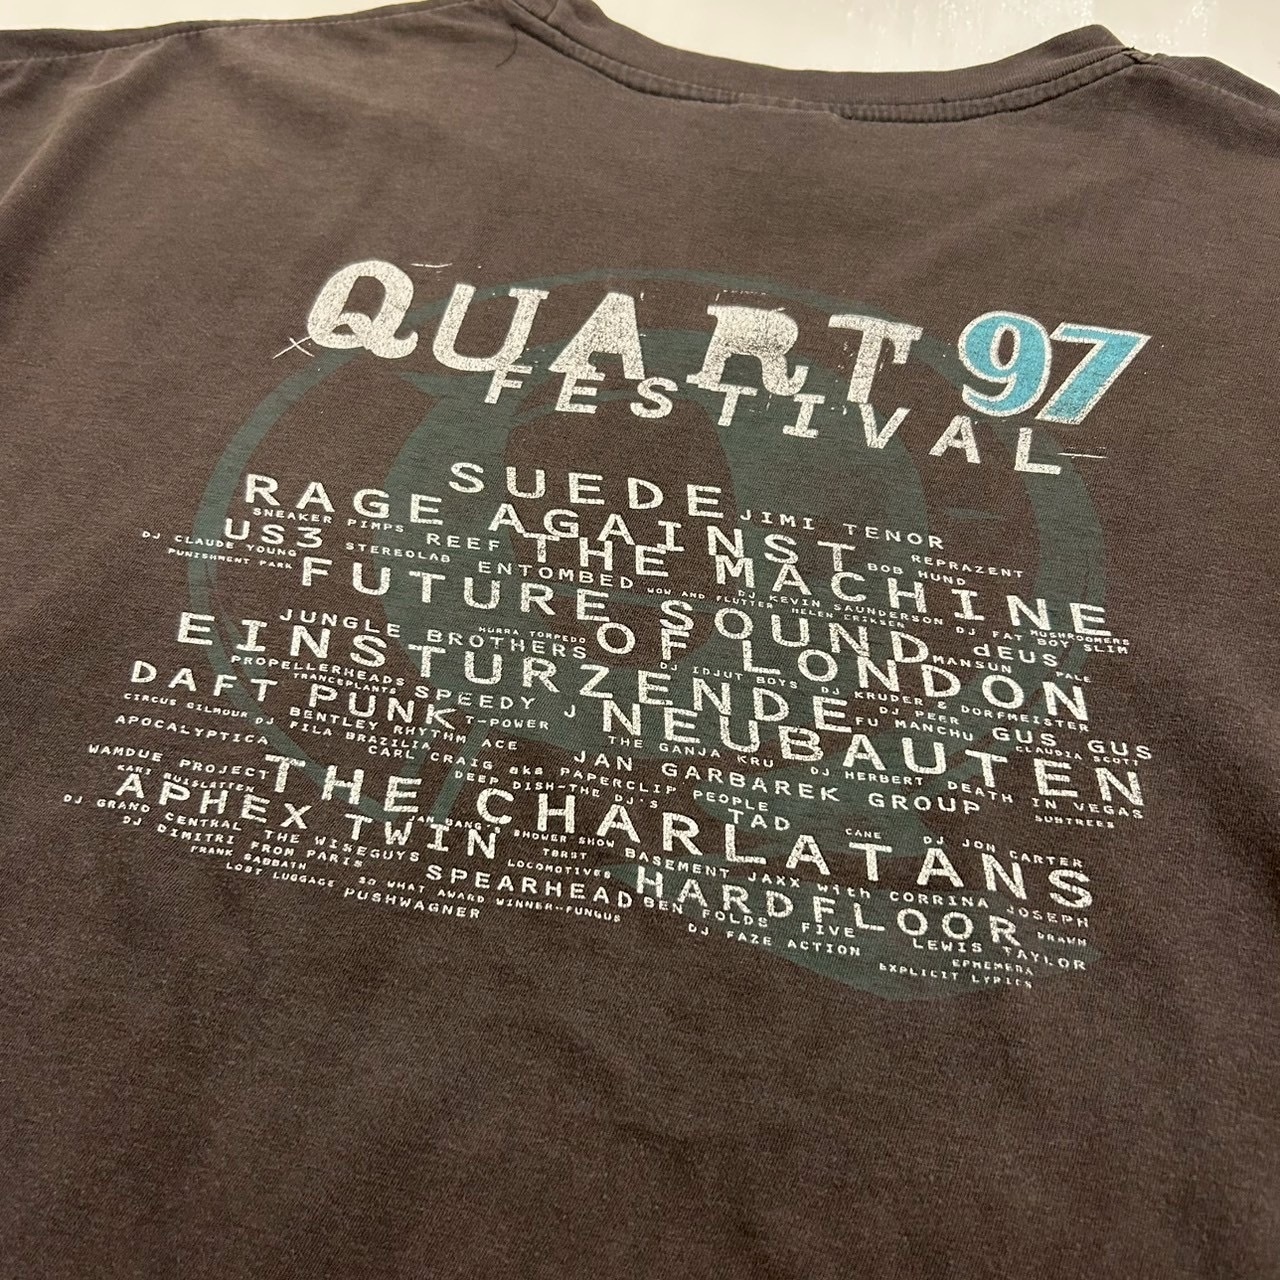 QUART 97
FESTIVAL
SUEDE
JIMI TENOR
RAGE AGAINST
THE MACHINE
SNEAKER PIMPS
REPRAZENT
US3
REEF
BOB HUND
DJ CLAUDE YOUNG
STEREOLAB
ENTOMBED
DJ KEVIN SAUNDERSON
DJ FAT BOY SLIM
MUSHROOMERS
PUNISHMENT PARK
WOW AND FLUTTER
HELEN ERIKSEN
FUTURE SOUND
OF LONDON
dEUS
JUNGLE BROTHERS
HURRA TORPEDO
MANSUN
PALE
EINSTURZENDE
NEUBAUTEN
DJ IDJUT BOYS
DJ KRUDER & DORFMEISTER
PROPELLERHEADS
TRANCEPLANTS
SPEEDY J
DJ PEER
DAFT PUNK
T-POWER
FU MANCHU
GUS GUS
CIRCUS GILMOUR
DJ BENTLEY RHYTHM ACE
THE GANJA KRU
CLAUDIA SCOTT
APOCALYPTICA
FILA BRAZILIA
JAN GARBAREK GROUP
DJ HERBERT
CARL CRAIG aka PAPERCLIP PEOPLE
DEATH IN VEGAS
WAMDUE PROJECT
DEEP DISH-THE DJ'S
TAD
SUBTREES
KARI RUESLATTEN
THE CHARLATANS
APHEX TWIN
JAN BANG
SHOWER SHOW
CANE
DJ JON CARTER
DJ GRAND CENTRAL
THE WISEGUYS
BASEMENT JAXX with CORRINA JOSEPH
DJ DIMITRI FROM PARIS
LOCOMOTIVES
SPEARHEAD
HARDFLOOR
DRAWN
FRANK SABBATH
BEN FOLDS FIVE
LEWIS TAYLOR
LOST LUGGAGE
SO WHAT AWARD WINNER-FUNGUS
PUSHWAGNER
DJ FAZE ACTION
EPHEMERA
EXPLICIT LYRICS